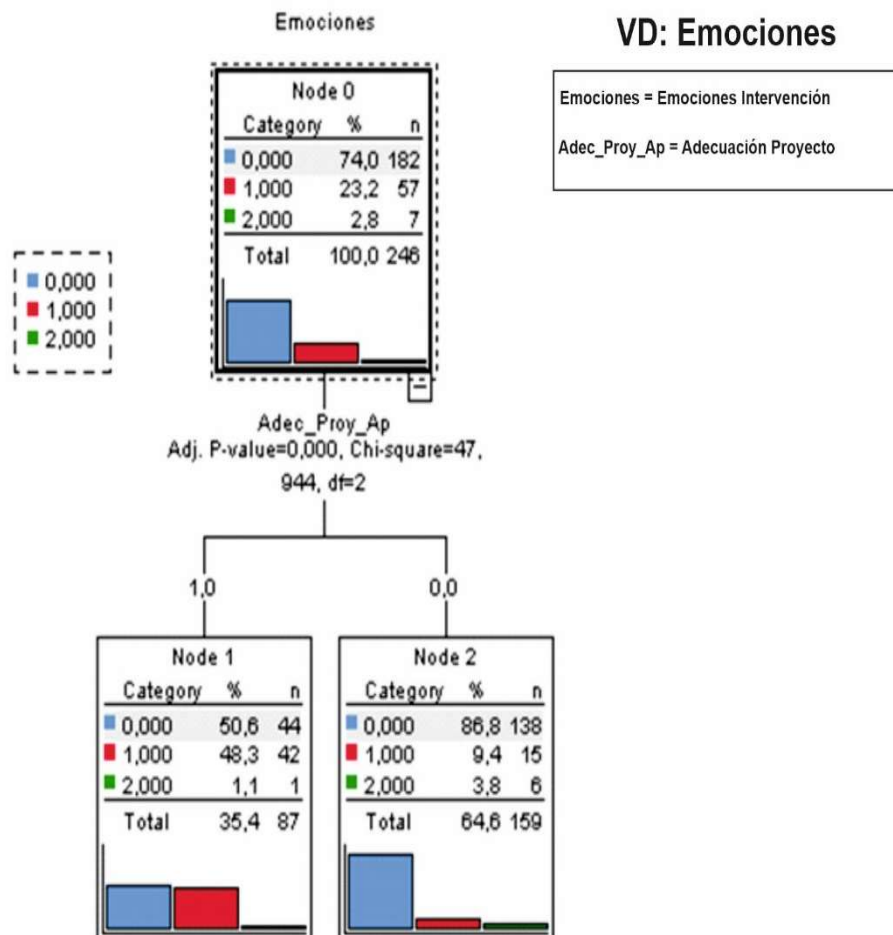 Emociones
VD: Emociones
Emociones = Emociones Intervención
Adec_Proy_Ap = Adecuación Proyecto
Node 0
Category % n
0,000 74,0 182
1,000 23,2 57
2,000 2,8 7
Total 100,0 246
0,000
1,000
2,000
Adec_Proy_Ap
Adj. P-value=0,000, Chi-square=47,
944, df=2
1,0
0,0
Node 1
Category % n
0,000 50,6 44
1,000 48,3 42
2,000 1,1 1
Total 35,4 87
Node 2
Category % n
0,000 86,8 138
1,000 9,4 15
2,000 3,8 6
Total 64,6 159